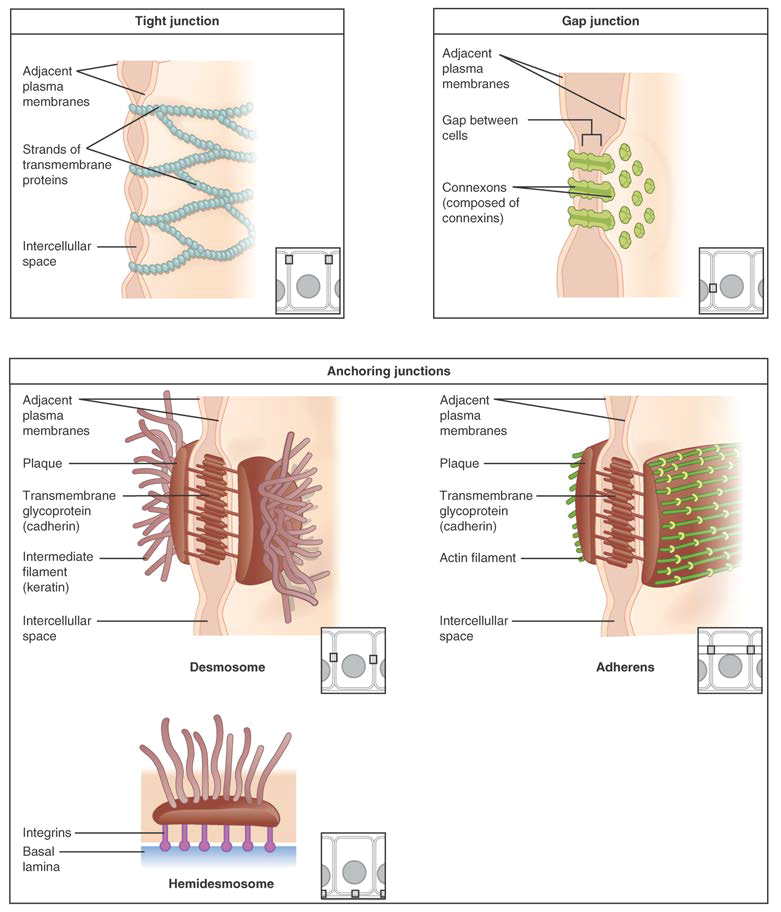 Tight junction
Adjacent
plasma
membranes
Strands of
transmembrane
proteins
Intercellular
space
Gap junction
Adjacent
plasma
membranes
Gap between
cells
Connexons
(composed of
connexins)
Anchoring junctions
Adjacent
plasma
membranes
Plaque
Transmembrane
glycoprotein
(cadherin)
Intermediate
filament
(keratin)
Intercellular
space
Desmosome
Adjacent
plasma
membranes
Plaque
Transmembrane
glycoprotein
(cadherin)
Actin filament
Intercellular
space
Adherens
Integrins
Basal
lamina
Hemidesmosome